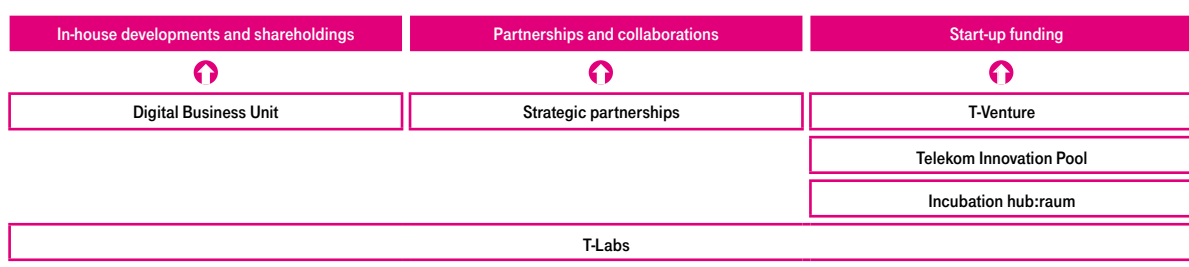 In-house developments and shareholdings
Partnerships and collaborations
Start-up funding
Digital Business Unit
Strategic partnerships
T-Venture
Telekom Innovation Pool
Incubation hub:raum
T-Labs